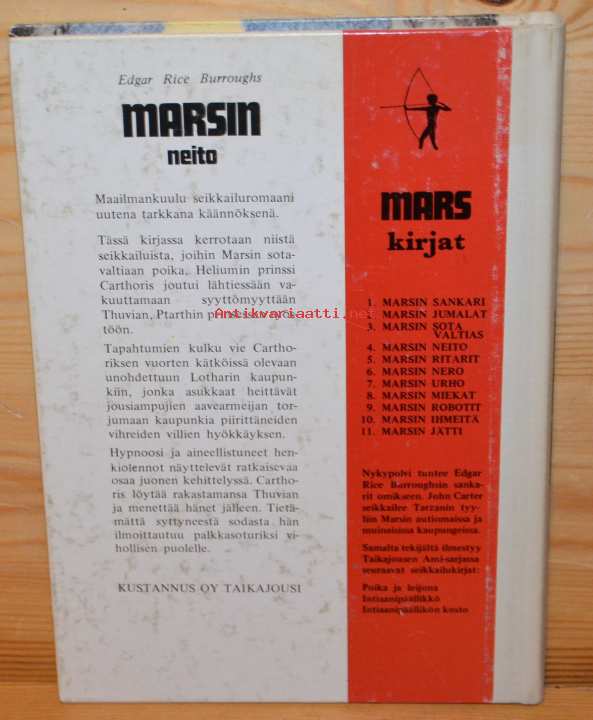 Edgar Rice Burroughs
MARSIN
neito
Maailmankuulu seikkailuromaani
uutena tarkkana käännöksenä.
Tässä kirjassa kerrotaan niistä
seikkailuista, joihin Marsin sota-
valtiaan poika, Heliumin prinssi
Carthoris joutui lähtiessään va-
kuuttamaan syyttömyyttään
Thuvian, Ptarthin
töön.
Tapahtumien kulku vie Cartho-
riksen vuorten kätköissä olevaan
unohdettuun Lotharin kaupun-
kiin, jonka asukkaat heittävät
jousiampujien aavearmeijan tor-
jumaan kaupunkia piirittäneiden
vihreiden villien hyökkäyksen.
Hypnoosi ja aineellistuneet hen-
kiolennot näyttelevät ratkaisevaa
osaa juonen kehittelyssä. Cartho-
ris löytää rakastamansa Thuvian
ja menettää hänet jälleen. Tietä-
mättä syttyneestä sodasta hän
ilmoittautuu palkkasoturiksi vi-
hollisen puolelle.
KUSTANNUS OY TAIKAJOUSI
MARS
kirjat
1. MARSIN SANKARI
2. MARSIN JUMALAT
3. MARSIN SOTA
VALTIAS
4. MARSIN NEITO
5. MARSIN RITARIT
6. MARSIN NERO
7. MARSIN URHO
8. MARSIN MIEKAT
9. MARSIN ROBOTIT
10. MARSIN IHMEITÄ
11. MARSIN JÄTTI
Nykypolvi tuntee Edgar
Rice Burroughsin sanka-
rit omikseen. John Carter
seikkailee Tarzanin tyy-
liin Marsin autiomaissa ja
muinaisissa kaupungeissa.
Samalta tekijältä ilmestyy
Taikajousen Ami-sarjassa
seuraavat seikkailukirjat:
Poika ja leijona
Intiaanipäällikkö
Intiaanipäällikön kosto
Antikvariaatti.net